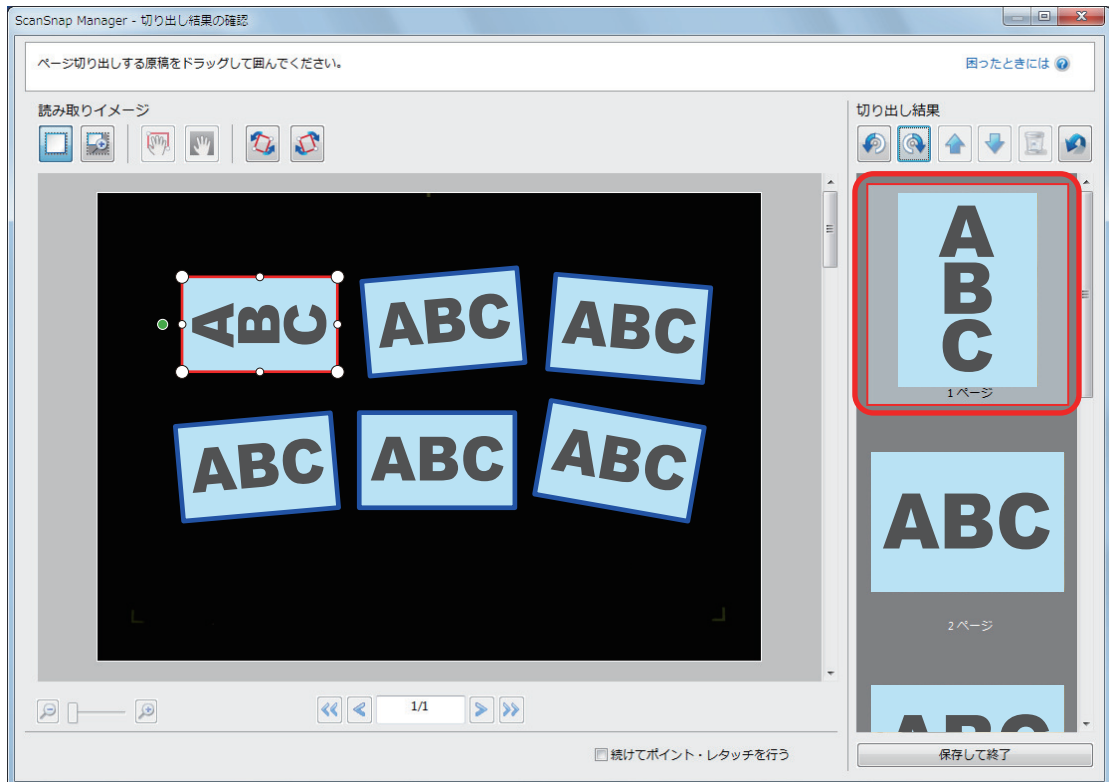 ScanSnap Manager - 切り出し結果の確認
ページ切り出しする原稿をドラッグして囲んでください。
困ったときには
読み取りイメージ
切り出し結果
ABC
ABC
ABC
ABC
ABC
ABC
A
B
C
1 ページ
ABC
2 ページ
ABC
1/1
続けてポイント・レタッチを行う
保存して終了